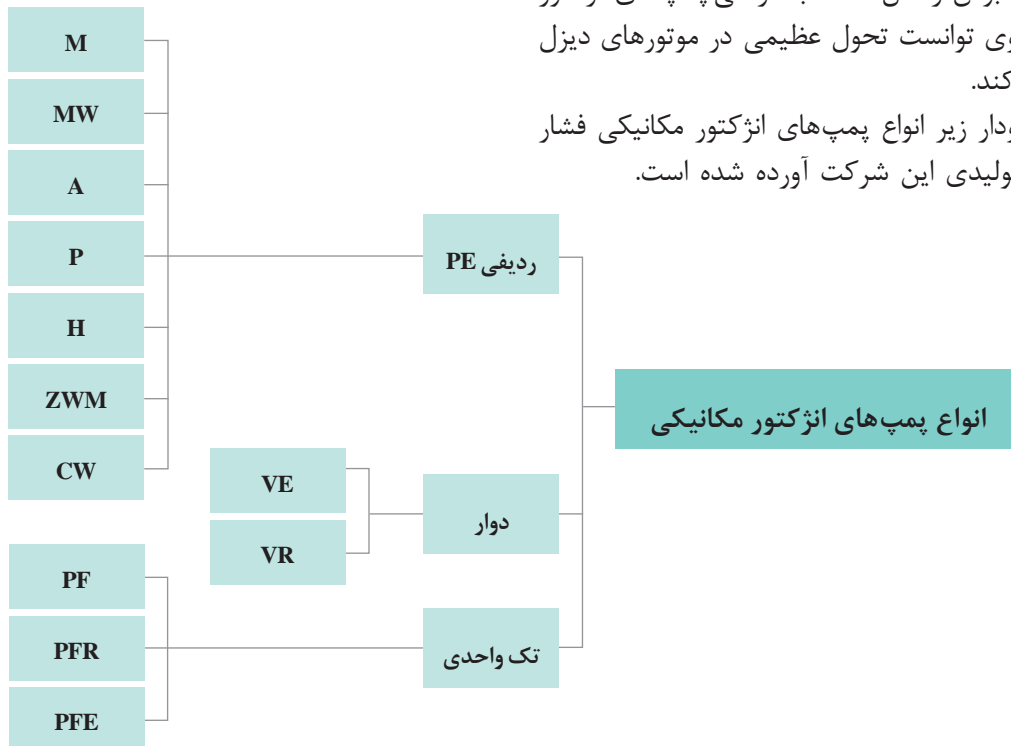 وی توانست تحول عظیمی در موتورهای دیزل
کند.
زیر انواع پمپ‌های انژکتور مکانیکی فشار
این شرکت آورده شده است.
انواع پمپ‌های انژکتور مکانیکی
ردیفی PE
M
MW
A
P
H
ZWM
CW
دوار
VE
VR
تک واحدی
PF
PFR
PFE